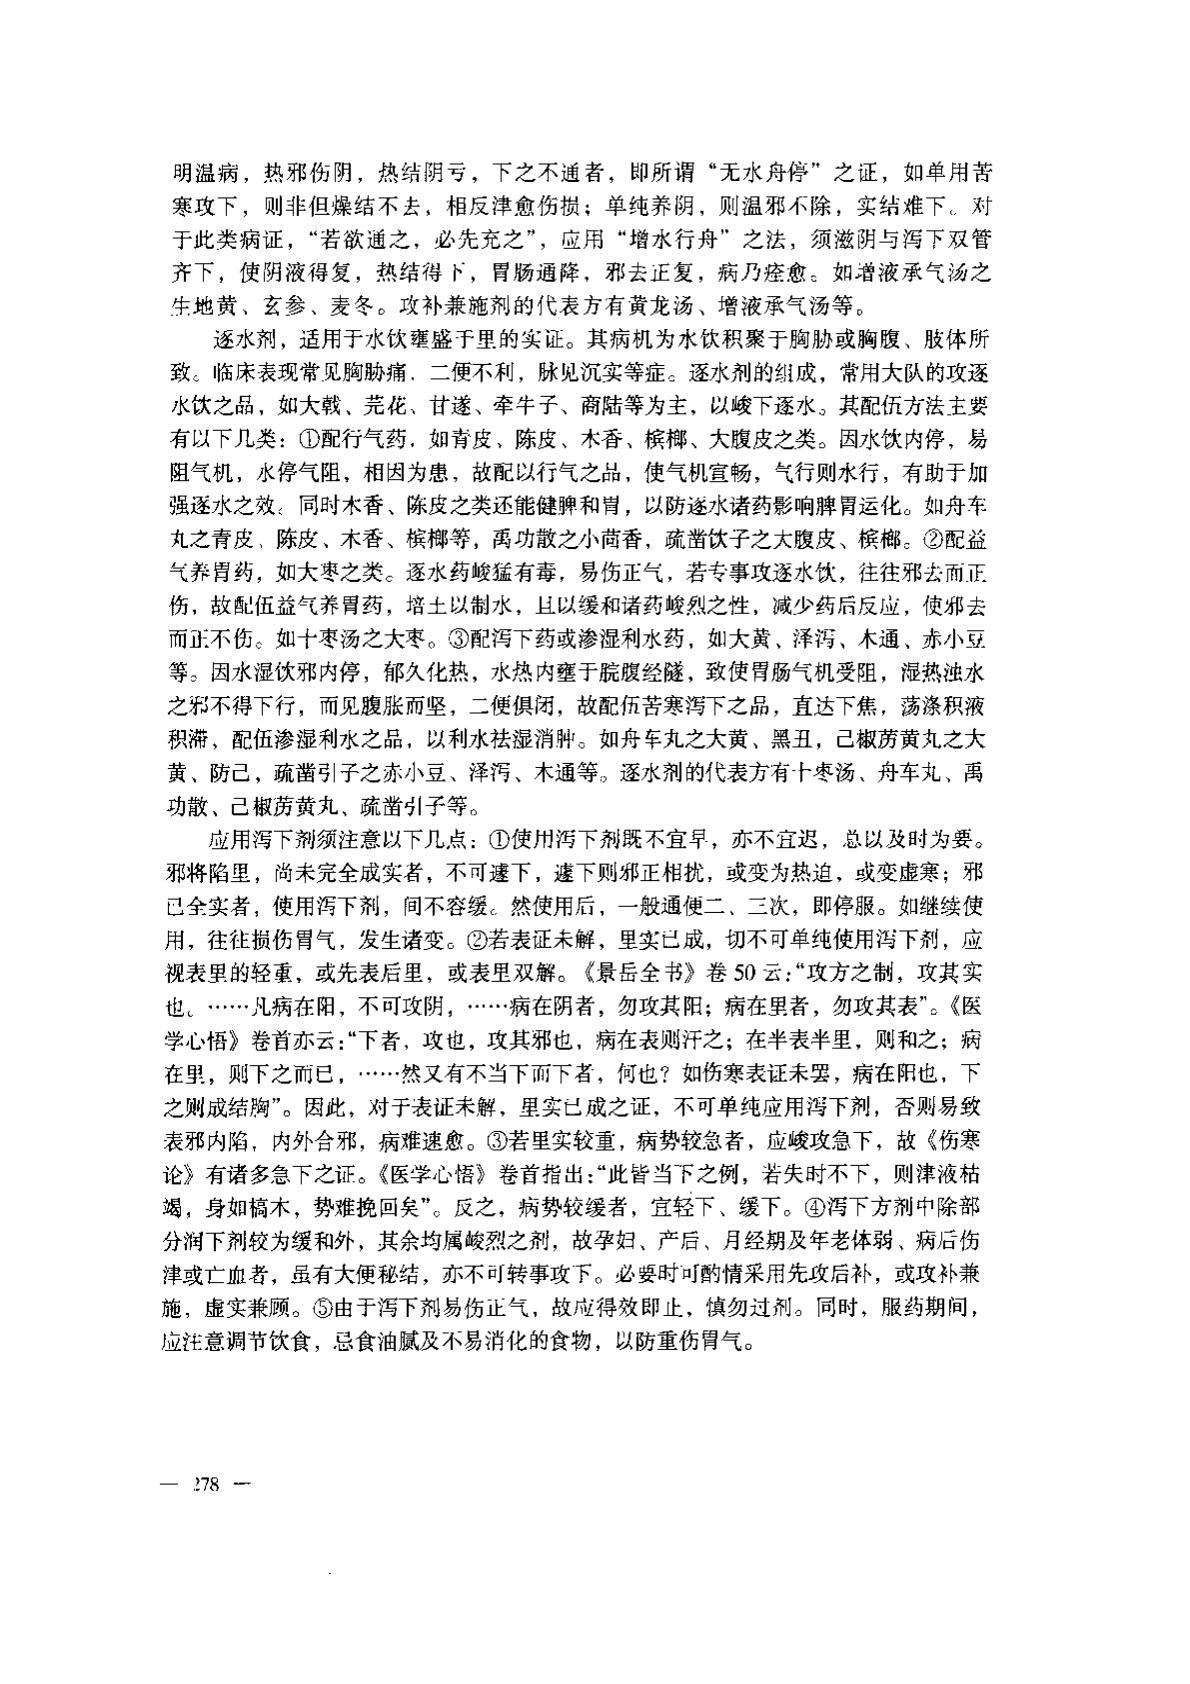 明温病，热邪伤阴，热结阴亏，下之不通者，即所谓“无水舟停”之证，如单用苦
寒攻下，则非但燥结不去，相反津愈伤损；单纯养阴，则温邪不除，实结难下。对
于此类病证，“若欲通之，必先充之”，应用“增水行舟”之法，须滋阴与泻下双管
齐下，使阴液得复，热结得下，胃肠通降，邪去正复，病乃痊愈。如增液承气汤之
生地黄、玄参、麦冬。攻补兼施剂的代表方有黄龙汤、增液承气汤等。
逐水剂，适用于水饮壅盛于里的实证。其病机为水饮积聚于胸胁或胸腹、肢体所
致。临床表现常见胸胁痛，二便不利，脉见沉实等症。逐水剂的组成，常用大队的攻逐
水饮之品，如大戟、芫花、甘遂、牵牛子、商陆等为主，以峻下逐水。其配伍方法主要
有以下几类：①配行气药，如青皮、陈皮、木香、槟榔、大腹皮之类。因水饮内停，易
阻气机，水停气阻，相因为患，故配以行气之品，使气机宣畅，气行则水行，有助于加
强逐水之效。同时木香、陈皮之类还能健脾和胃，以防逐水诸药影响脾胃运化。如舟车
丸之青皮、陈皮、木香、槟榔等，禹功散之小茴香，疏凿饮子之大腹皮、槟榔。②配益
气养胃药，如大枣之类。逐水药峻猛有毒，易伤正气，若专事攻逐水饮，往往邪去而正
伤，故配伍益气养胃药，培土以制水，且以缓和诸药峻烈之性，减少药后反应，使邪去
而正不伤。如十枣汤之大枣。③配泻下药或渗湿利水药，如大黄、泽泻、木通、赤小豆
等。因水湿饮邪内停，郁久化热，水热内壅于脘腹经隧，致使胃肠气机受阻，湿热浊水
之邪不得下行，而见腹胀而坚，二便俱闭，故配伍苦寒泻下之品，直达下焦，荡涤积液
积滞，配伍渗湿利水之品，以利水祛湿消肿。如舟车丸之大黄、黑丑，己椒苈黄丸之大
黄、防己，疏凿引子之赤小豆、泽泻、木通等。逐水剂的代表方有十枣汤、舟车丸、禹
功散、己椒苈黄丸、疏凿引子等。
应用泻下剂须注意以下几点：①使用泻下剂既不宜早，亦不宜迟，总以及时为要。
邪将陷里，尚未完全成实者，不可遽下，遽下则邪正相扰，或变为热迫，或变虚寒；邪
已全实者，使用泻下剂，间不容缓。然使用后，一般通便二、三次，即停服。如继续使
用，往往损伤胃气，发生诸变。②若表证未解，里实已成，切不可单纯使用泻下剂，应
视表里的轻重，或先表后里，或表里双解。《景岳全书》卷 50 云：“攻方之制，攻其实
也。……凡病在阳，不可攻阴，……病在阴者，勿攻其阳；病在里者，勿攻其表”。《医
学心悟》卷首亦云：“下者，攻也，攻其邪也，病在表则汗之；在半表半里，则和之；病
在里，则下之而已，……然又有不当下而下者，何也？如伤寒表证未罢，病在阳也，下
之则成结胸”。因此，对于表证未解，里实已成之证，不可单纯应用泻下剂，否则易致
表邪内陷，内外合邪，病难速愈。③若里实较重，病势较急者，应峻攻急下，故《伤寒
论》有诸多急下之证。《医学心悟》卷首指出：“此皆当下之例，若失时不下，则津液枯
竭，身如槁木，势难挽回矣”。反之，病势较缓者，宜轻下、缓下。④泻下方剂中除部
分润下剂较为缓和外，其余均属峻烈之剂，故孕妇、产后、月经期及年老体弱、病后伤
津或亡血者，虽有大便秘结，亦不可转事攻下。必要时可酌情采用先攻后补，或攻补兼
施，虚实兼顾。⑤由于泻下剂易伤正气，故应得效即止，慎勿过剂。同时，服药期间，
应注意调节饮食，忌食油腻及不易消化的食物，以防重伤胃气。
— 278 —